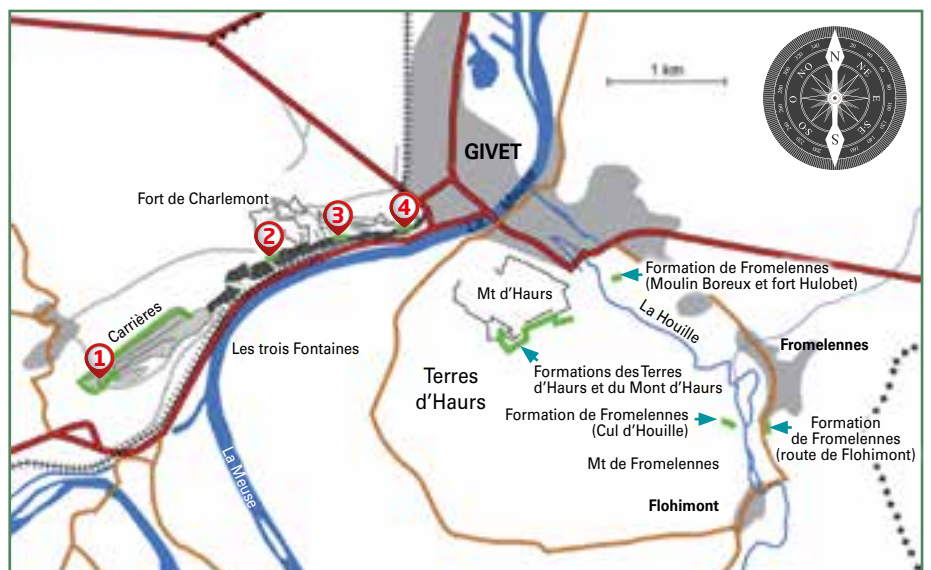 GIVET
1 km
N
NE
E
SE
S
SO
O
NO
Fort de Charlemont
1
2
3
4
Carrières
Les trois Fontaines
La Meuse
Mt d'Haurs
Terres
d'Haurs
Formations des Terres
d'Haurs et du Mont d'Haurs
Formation de Fromelennes
(Moulin Boreux et fort Hulobet)
La Houille
Fromelennes
Formation de Fromelennes
(Cul d'Houille)
Formation
de Fromelennes
(route de Flohimont)
Mt de Fromelennes
Flohimont